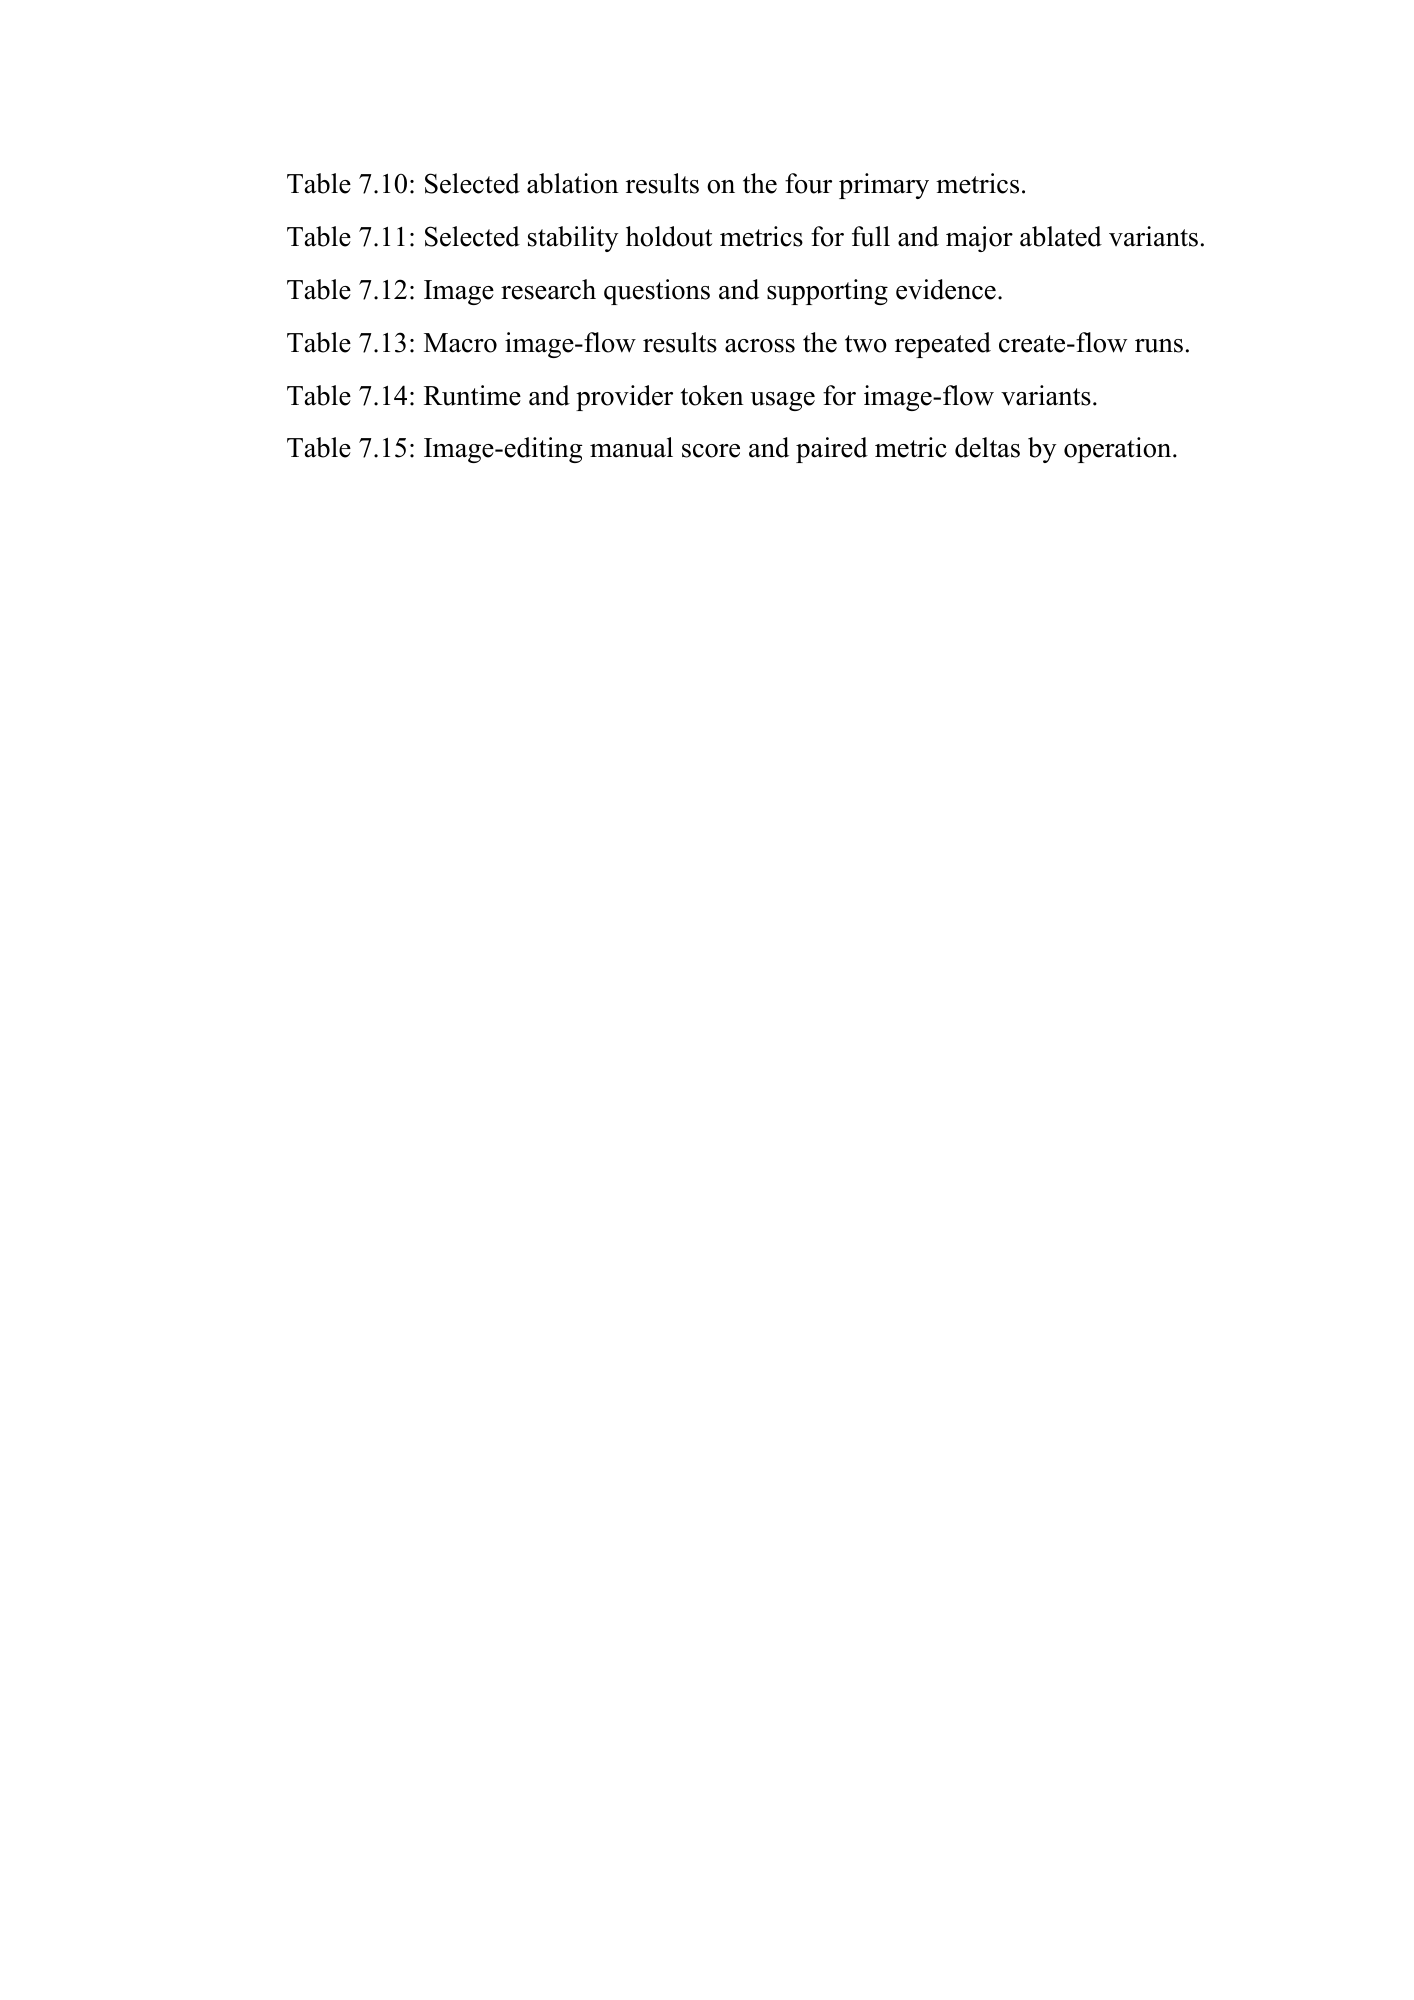 Table 7.10: Selected ablation results on the four primary metrics.
Table 7.11: Selected stability holdout metrics for full and major ablated variants.
Table 7.12: Image research questions and supporting evidence.
Table 7.13: Macro image-flow results across the two repeated create-flow runs.
Table 7.14: Runtime and provider token usage for image-flow variants.
Table 7.15: Image-editing manual score and paired metric deltas by operation.